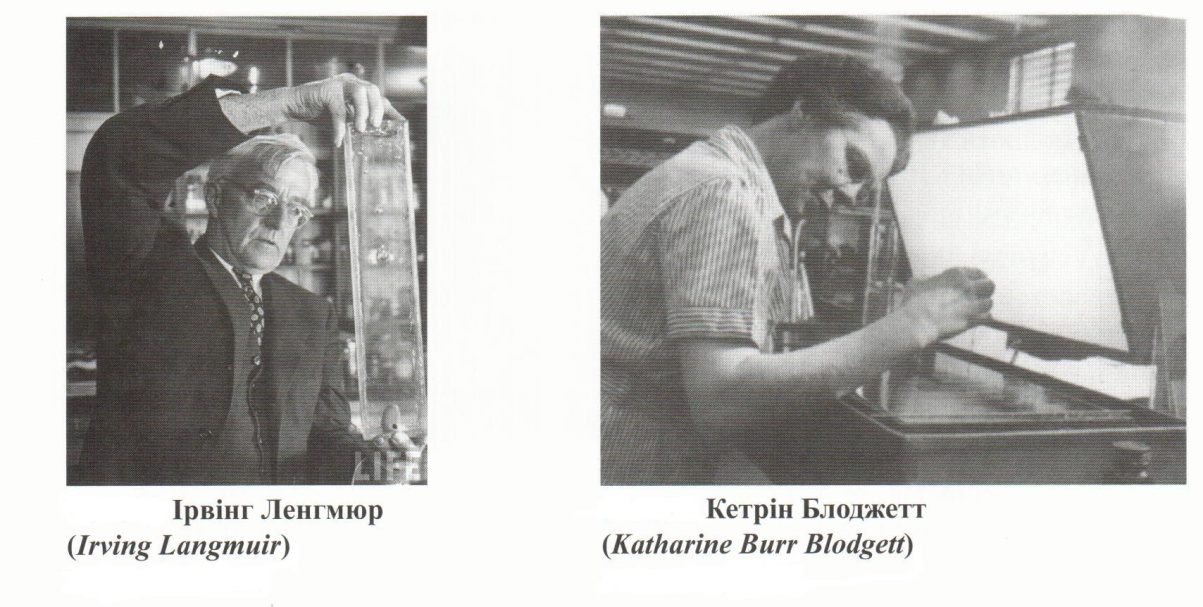 LIFE
Ірвінг Ленгмюр
(Irving Langmuir)
Кетрін Блоджетт
(Katharine Burr Blodgett)